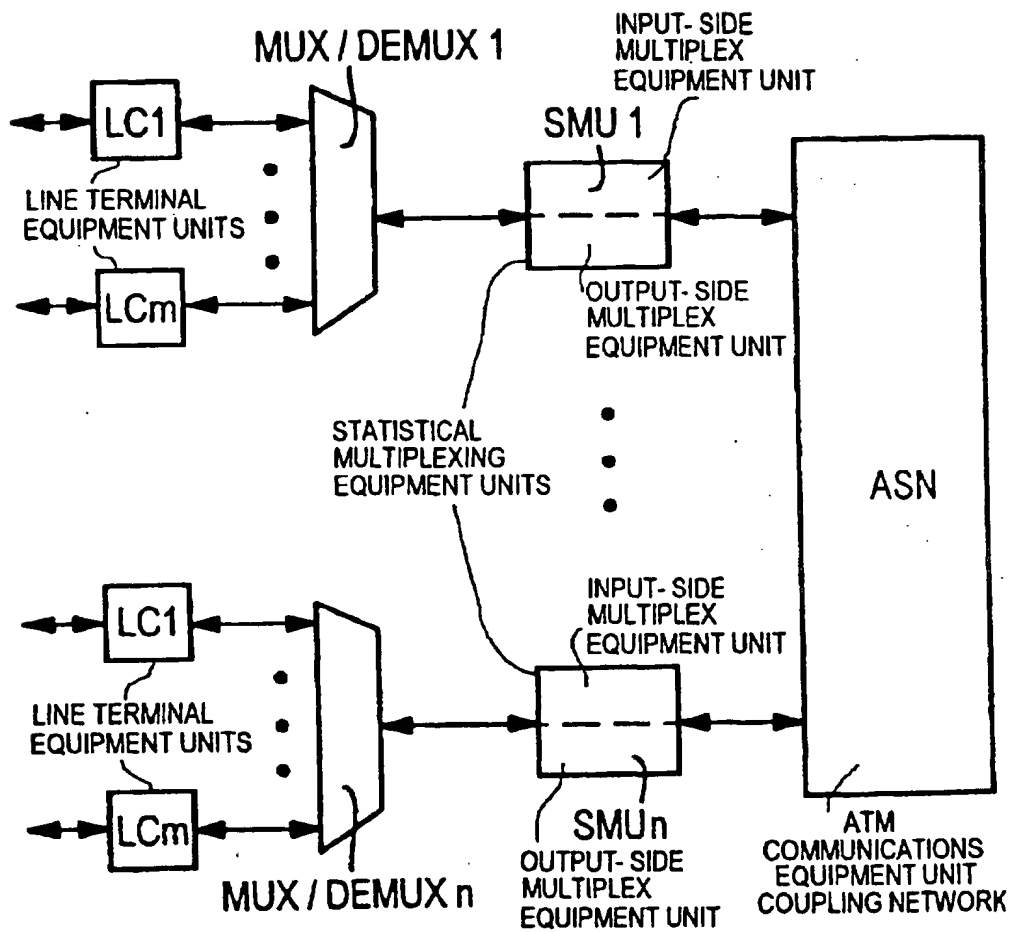 MUX / DEMUX 1
INPUT- SIDE
MULTIPLEX
EQUIPMENT UNIT
LC1
SMU 1
LINE TERMINAL
EQUIPMENT UNITS
LCm
OUTPUT- SIDE
MULTIPLEX
EQUIPMENT UNIT
STATISTICAL
MULTIPLEXING
EQUIPMENT UNITS
ASN
INPUT- SIDE
MULTIPLEX
EQUIPMENT UNIT
LC1
LINE TERMINAL
EQUIPMENT UNITS
LCm
MUX / DEMUX n
SMUn
OUTPUT- SIDE
MULTIPLEX
EQUIPMENT UNIT
ATM
COMMUNICATIONS
EQUIPMENT UNIT
COUPLING NETWORK